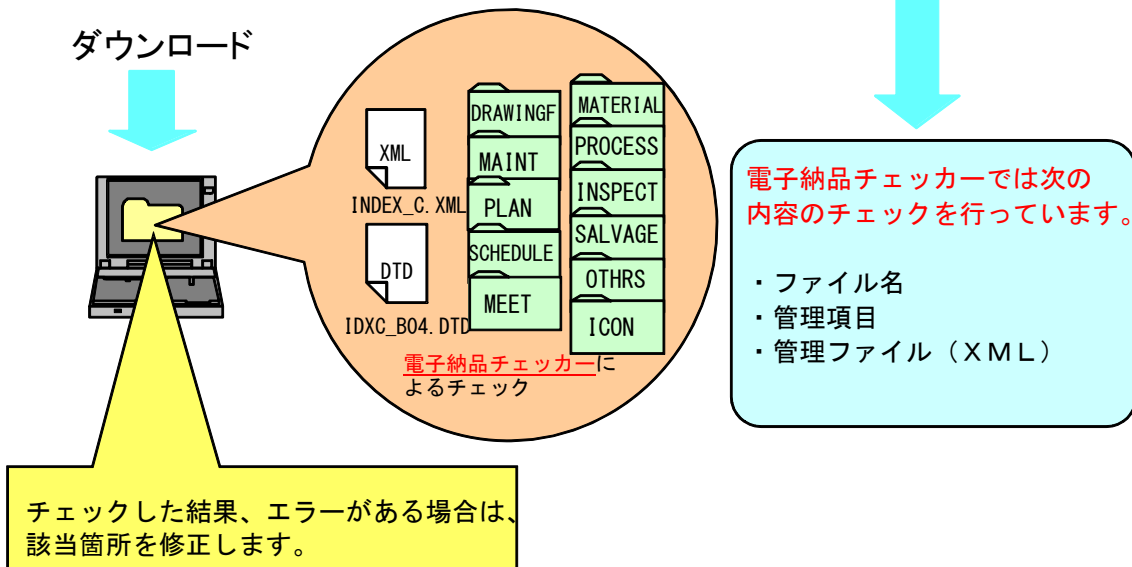 ダウンロード
XML
INDEX_C.XML
DTD
IDXC_B04.DTD
DRAWINGF
MAINT
PLAN
SCHEDULE
MEET
MATERIAL
PROCESS
INSPECT
SALVAGE
OTHRS
ICON
電子納品チェッカーに
よるチェック
電子納品チェッカーでは次の
内容のチェックを行っています。
・ファイル名
・管理項目
・管理ファイル（ＸＭＬ）
チェックした結果、エラーがある場合は、
該当箇所を修正します。